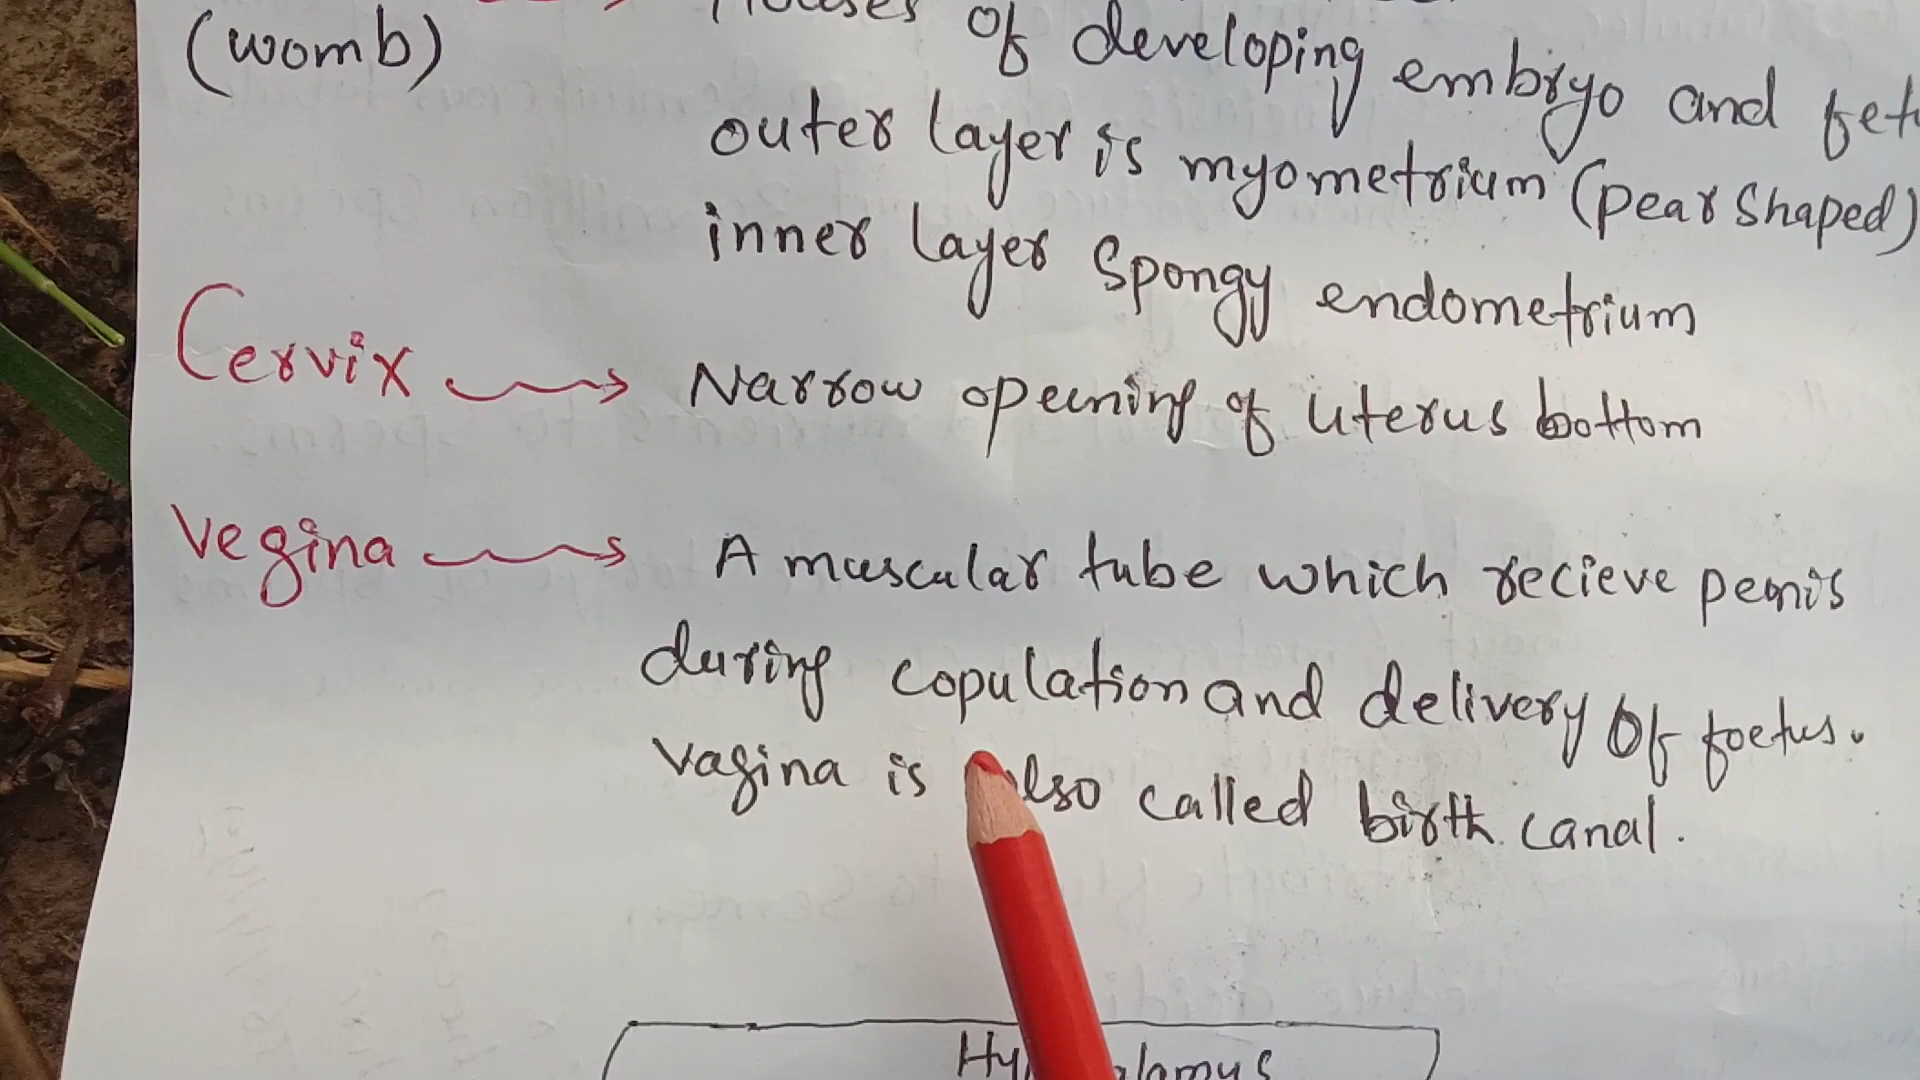 (womb) Houses of developing embryo and fet
outer layer is myometrium (pear shaped)
inner layer spongy endometrium
Cervix → Narrow opeening of uterus bottom
Vegina → A muscular tube which recieve penis
during copulation and delivery of foetus.
Vagina is also called birth canal.